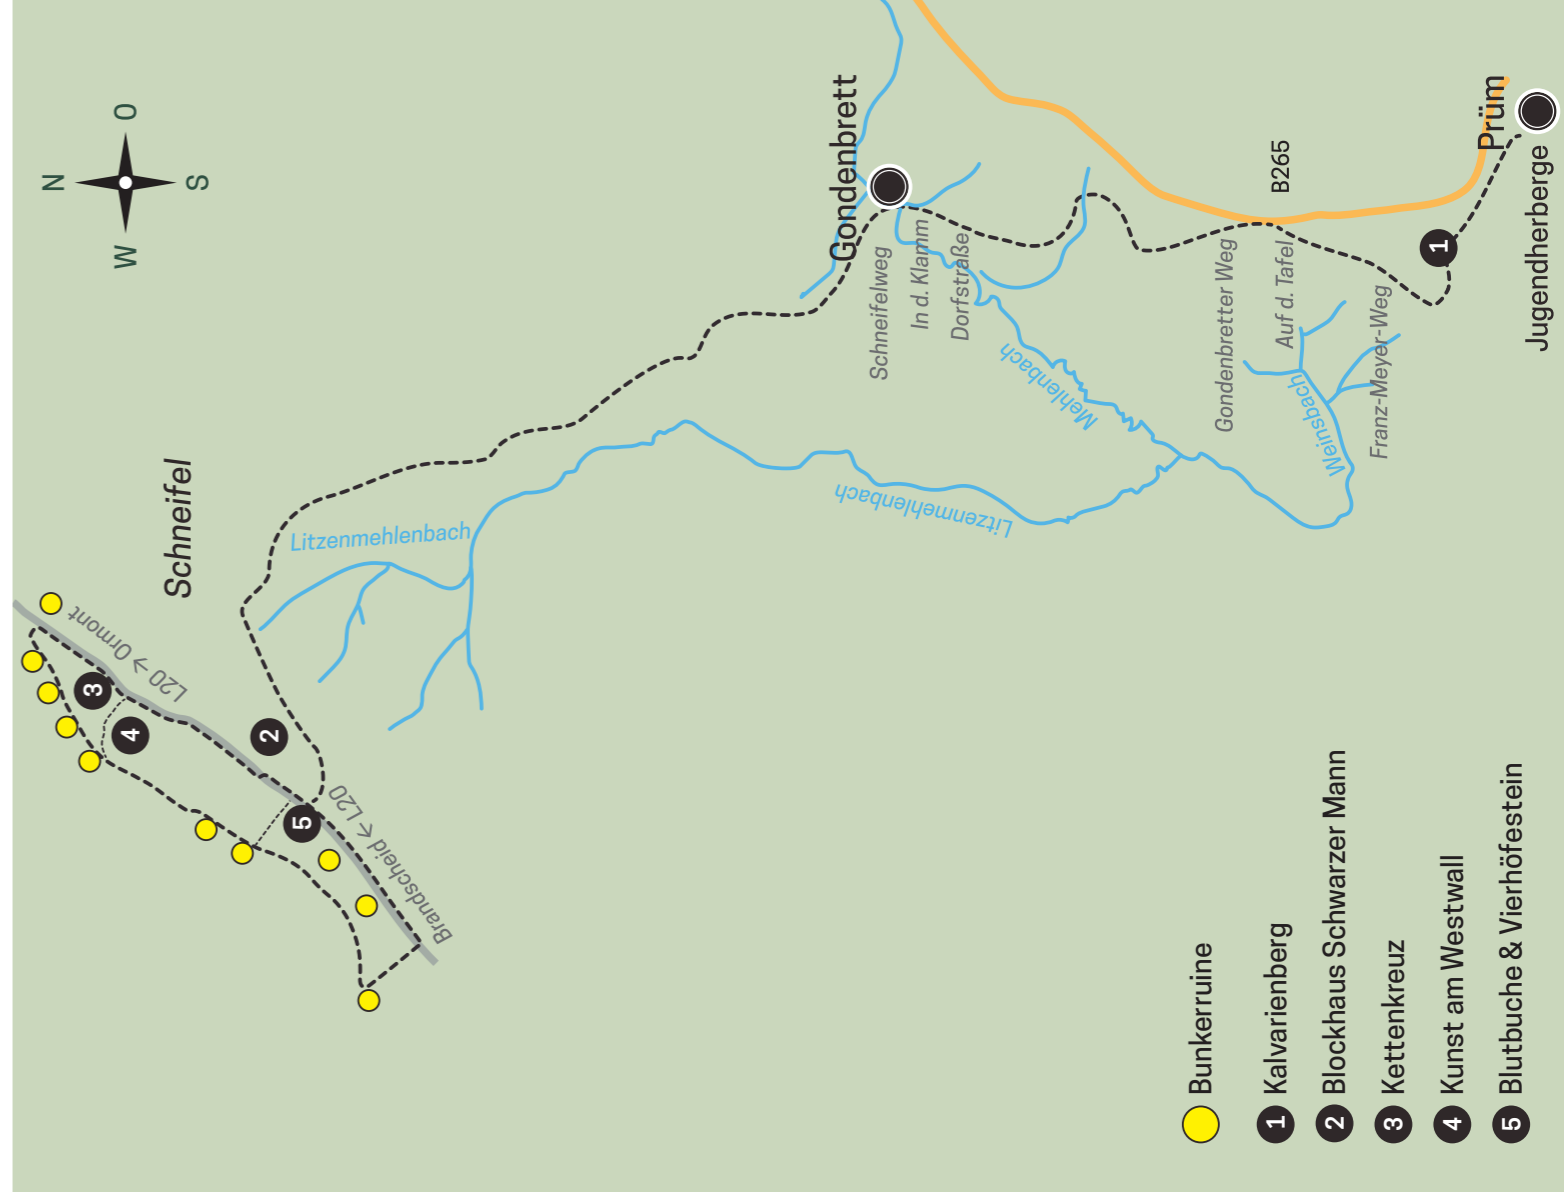 N
W
O
S
Schneifel
L20 → Ormont
3
4
2
5
Brandscheid ← L20
Litzenmehlenbach
Litzenmehlenbach
Gondenbrett
Schneifelweg
In d. Klamm
Dorfstraße
Mehlenbach
Gondenbretter Weg
Auf d. Tafel
Franz-Meyer-Weg
Weinsbach
B265
1
Prüm
Jugendherberge
Bunkerruine
1 Kalvarienberg
2 Blockhaus Schwarzer Mann
3 Kettenkreuz
4 Kunst am Westwall
5 Blutbuche & Vierhöfestein